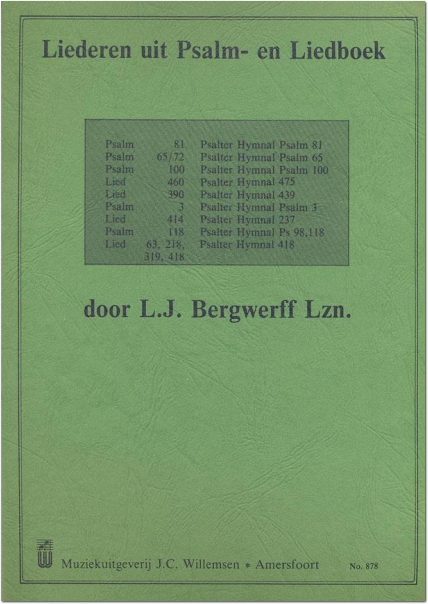 Liederen uit Psalm- en Liedboek
Psalm 81 Psalter Hymnal Psalm 81
Psalm 65/72 Psalter Hymnal Psalm 65
Psalm 100 Psalter Hymnal Psalm 100
Lied 460 Psalter Hymnal 475
Lied 390 Psalter Hymnal 439
Psalm 3 Psalter Hymnal Psalm 3
Lied 414 Psalter Hymnal 237
Psalm 118 Psalter Hymnal Ps 98,118
Lied 63, 218, Psalter Hymnal 418
319, 418
door L.J. Bergwerff Lzn.
Muziekuitgeverij J.C. Willemsen * Amersfoort No. 878